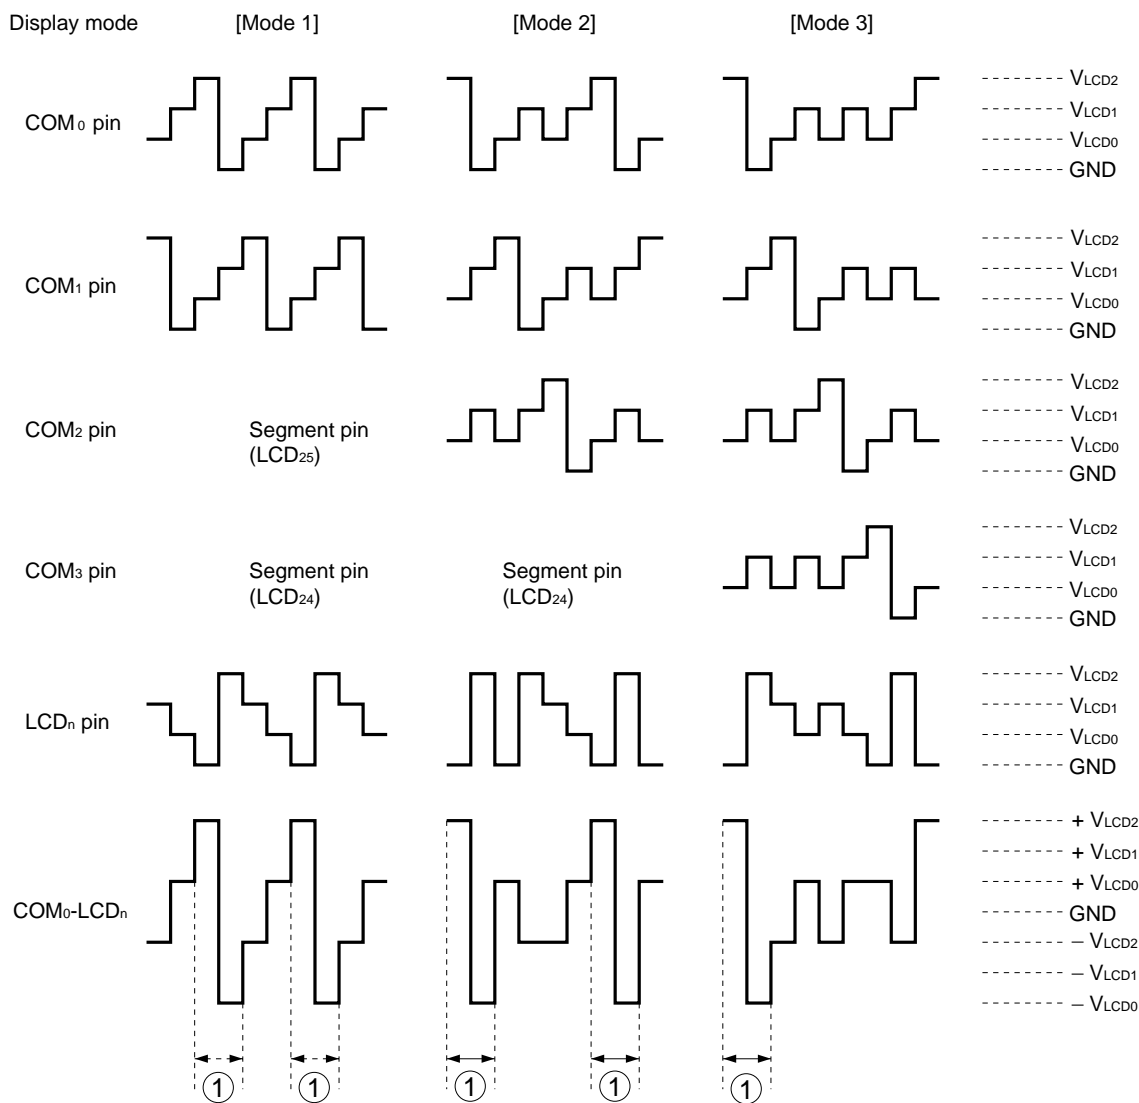 Display mode [Mode 1] [Mode 2] [Mode 3]
COM0 pin
VLCD2
VLCD1
VLCD0
GND
COM1 pin
VLCD2
VLCD1
VLCD0
GND
COM2 pin
Segment pin
(LCD25)
VLCD2
VLCD1
VLCD0
GND
COM3 pin
Segment pin
(LCD24)
Segment pin
(LCD24)
VLCD2
VLCD1
VLCD0
GND
LCDn pin
VLCD2
VLCD1
VLCD0
GND
COM0-LCDn
+ VLCD2
+ VLCD1
+ VLCD0
GND
− VLCD2
− VLCD1
− VLCD0
① ① ① ① ①